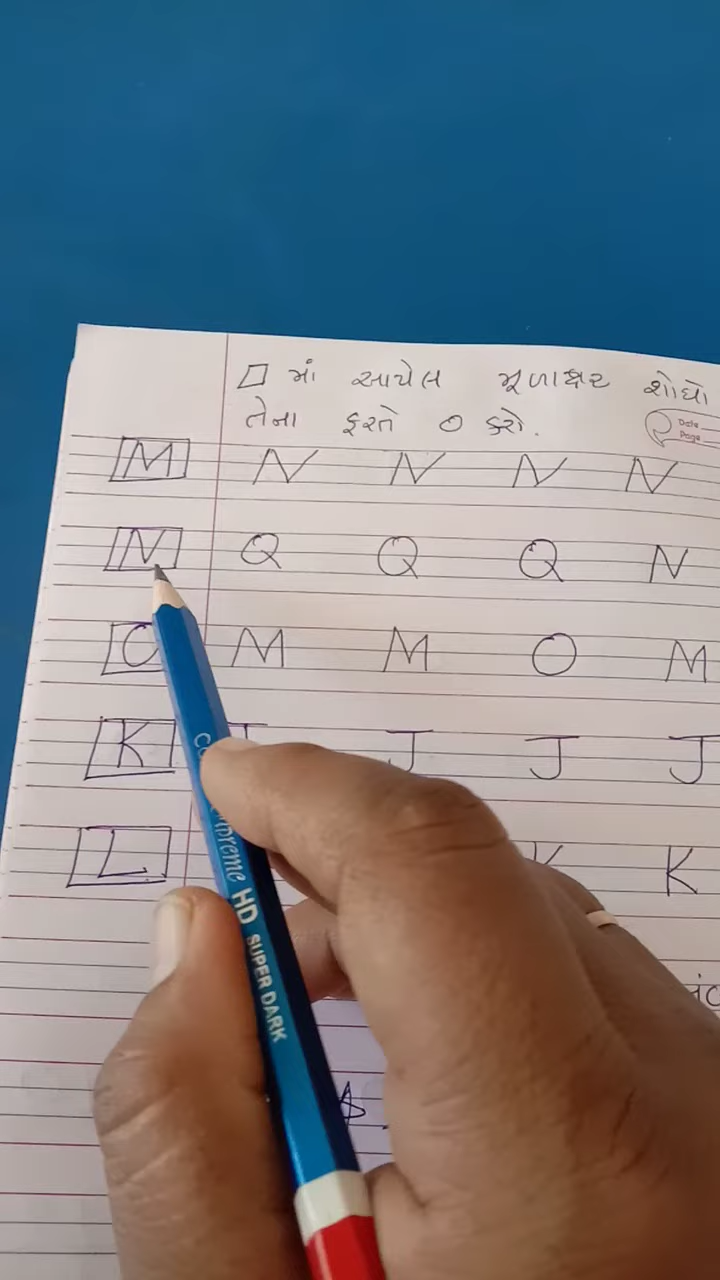 □ માં આપેલ મૂળાક્ષર શોધો
તેના ફરતે ○ કરો.
Date
Page
M N N N N
N Q Q Q N
O M M O M
K J J J
L K K
HD SUPER DARK